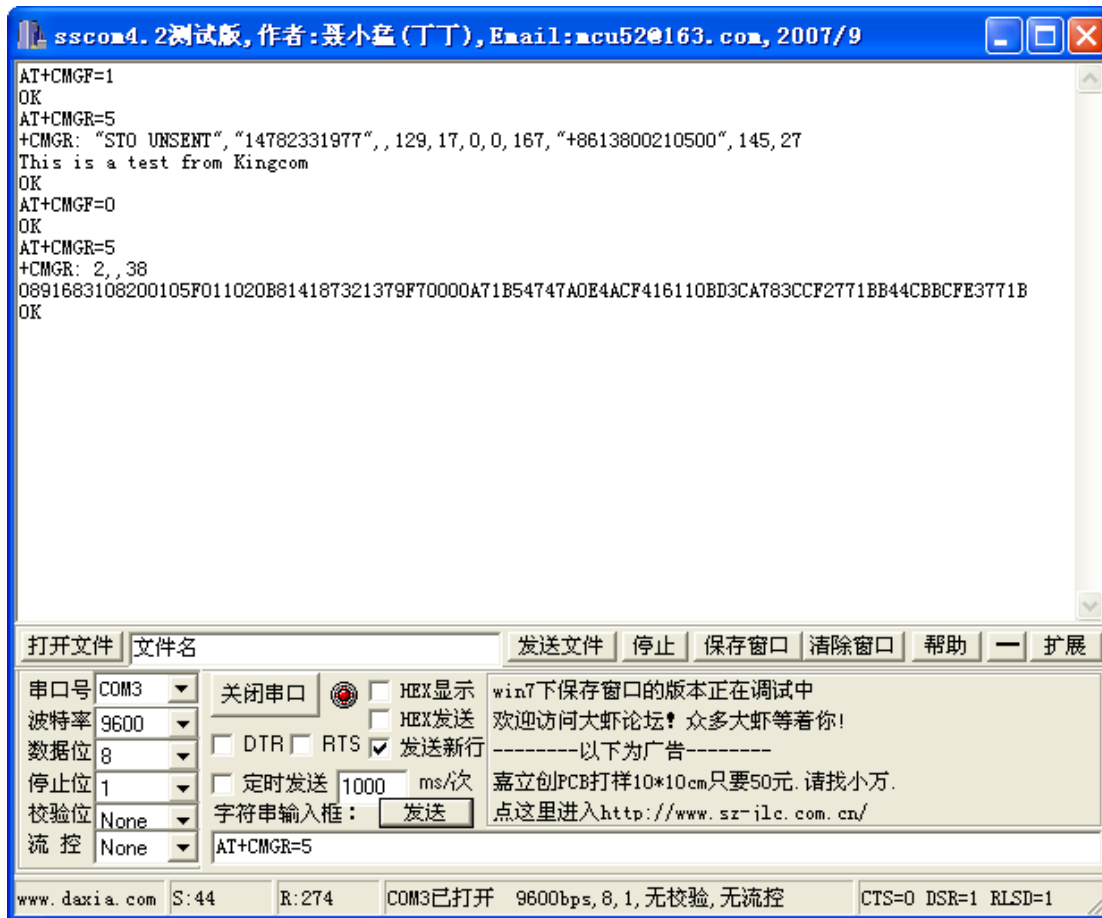 sscom4.2测试版,作者:聂小猛(丁丁),Email:mcu52@163.com,2007/9
AT+CMGF=1
OK
AT+CMGR=5
+CMGR: "STO UNSENT","14782331977",,129,17,0,0,167,"+8613800210500",145,27
This is a test from Kingcom
OK
AT+CMGF=0
OK
AT+CMGR=5
+CMGR: 2,,38
0891683108200105F011020B814187321379F70000A71B54747A0E4ACF416110BD3CA783CCF2771BB44CBBCFE3771B
OK
打开文件 文件名 发送文件 停止 保存窗口 清除窗口 帮助 一 扩展
串口号 COM3 关闭串口 HEX显示 win7下保存窗口的版本正在调试中
波特率 9600 HEX发送 欢迎访问大虾论坛! 众多大虾等着你!
数据位 8 DTR RTS 发送新行 --------以下为广告--------
停止位 1 定时发送 1000 ms/次 嘉立创PCB打样10*10cm只要50元.请找小万.
校验位 None 字符串输入框: 发送 点这里进入http://www.sz-jlc.com.cn/
流 控 None AT+CMGR=5
www.daxia.com S:44 R:274 COM3已打开 9600bps,8,1,无校验,无流控 CTS=0 DSR=1 RLSD=1